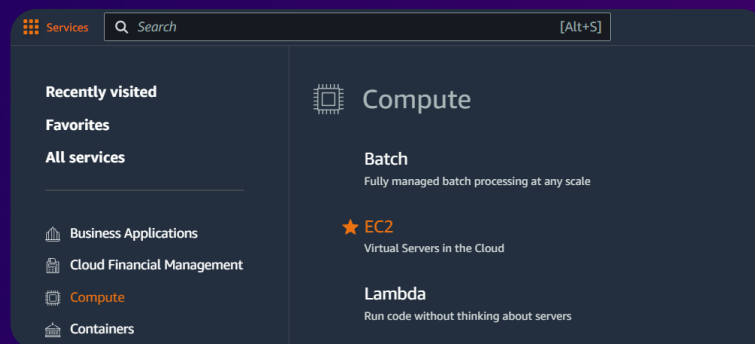 Services
Search [Alt+S]
Recently visited
Favorites
All services
Business Applications
Cloud Financial Management
Compute
Containers
Compute
Batch
Fully managed batch processing at any scale
EC2
Virtual Servers in the Cloud
Lambda
Run code without thinking about servers